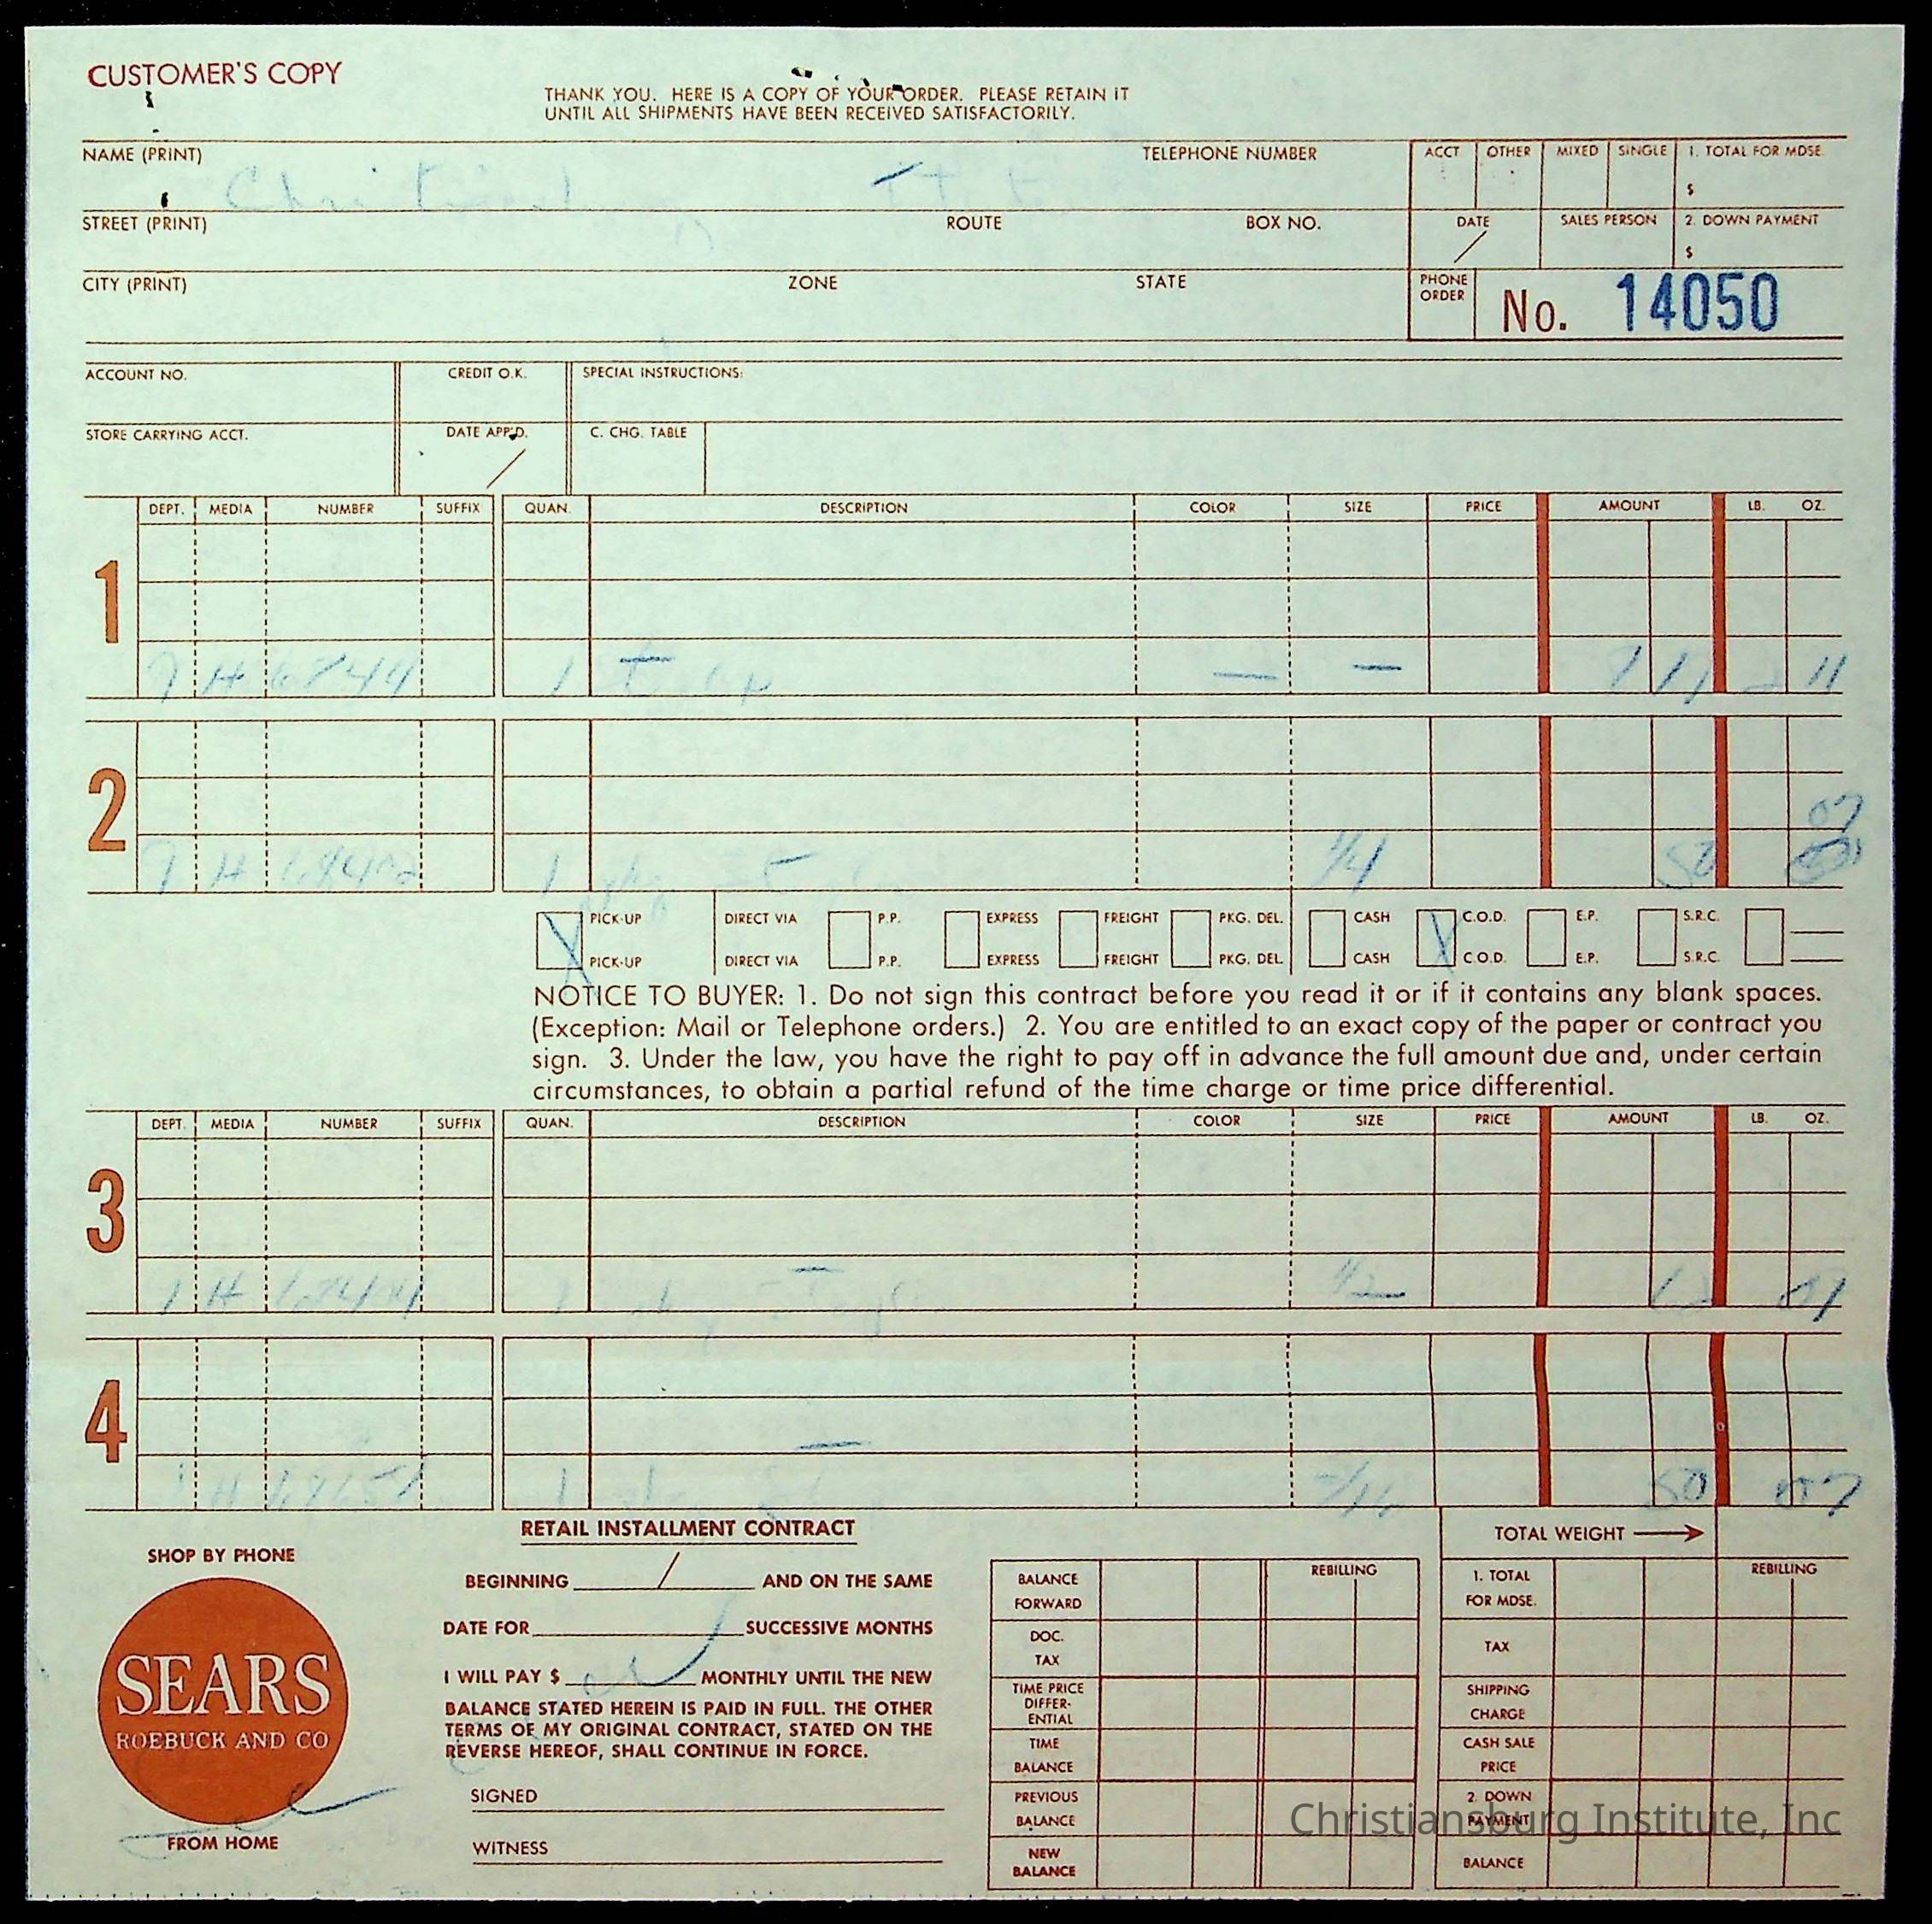 CUSTOMER'S COPY
THANK YOU. HERE IS A COPY OF YOUR ORDER. PLEASE RETAIN IT
UNTIL ALL SHIPMENTS HAVE BEEN RECEIVED SATISFACTORILY.
NAME (PRINT) TELEPHONE NUMBER ACCT OTHER MIXED SINGLE 1. TOTAL FOR MDSE.
$
STREET (PRINT) ROUTE BOX NO. DATE SALES PERSON 2. DOWN PAYMENT
/ $
CITY (PRINT) ZONE STATE PHONE ORDER No. 14050
ACCOUNT NO. CREDIT O.K. SPECIAL INSTRUCTIONS:
STORE CARRYING ACCT. DATE APP'D. C. CHG. TABLE
DEPT. MEDIA NUMBER SUFFIX QUAN. DESCRIPTION COLOR SIZE PRICE AMOUNT LB. OZ.
1
7 H 1 — — 11
2
7 H 1 1/4 50 07
PICK-UP DIRECT VIA P.P. EXPRESS FREIGHT PKG. DEL. CASH C.O.D. E.P. S.R.C.
PICK-UP DIRECT VIA P.P. EXPRESS FREIGHT PKG. DEL. CASH C.O.D. E.P. S.R.C.
NOTICE TO BUYER: 1. Do not sign this contract before you read it or if it contains any blank spaces.
(Exception: Mail or Telephone orders.) 2. You are entitled to an exact copy of the paper or contract you
sign. 3. Under the law, you have the right to pay off in advance the full amount due and, under certain
circumstances, to obtain a partial refund of the time charge or time price differential.
DEPT. MEDIA NUMBER SUFFIX QUAN. DESCRIPTION COLOR SIZE PRICE AMOUNT LB. OZ.
3
H 1/2
4
H 1 50 07
RETAIL INSTALLMENT CONTRACT
BEGINNING / AND ON THE SAME
DATE FOR SUCCESSIVE MONTHS
I WILL PAY $ MONTHLY UNTIL THE NEW
BALANCE STATED HEREIN IS PAID IN FULL. THE OTHER
TERMS OF MY ORIGINAL CONTRACT, STATED ON THE
REVERSE HEREOF, SHALL CONTINUE IN FORCE.
SIGNED
WITNESS
SHOP BY PHONE
SEARS
ROEBUCK AND CO
FROM HOME
REBILLING
BALANCE FORWARD
DOC. TAX
TIME PRICE DIFFER-
ENTIAL
TIME BALANCE
PREVIOUS BALANCE
NEW BALANCE
TOTAL WEIGHT
REBILLING
1. TOTAL FOR MDSE.
TAX
SHIPPING CHARGE
CASH SALE PRICE
2. DOWN PAYMENT
BALANCE
Christiansburg Institute, Inc